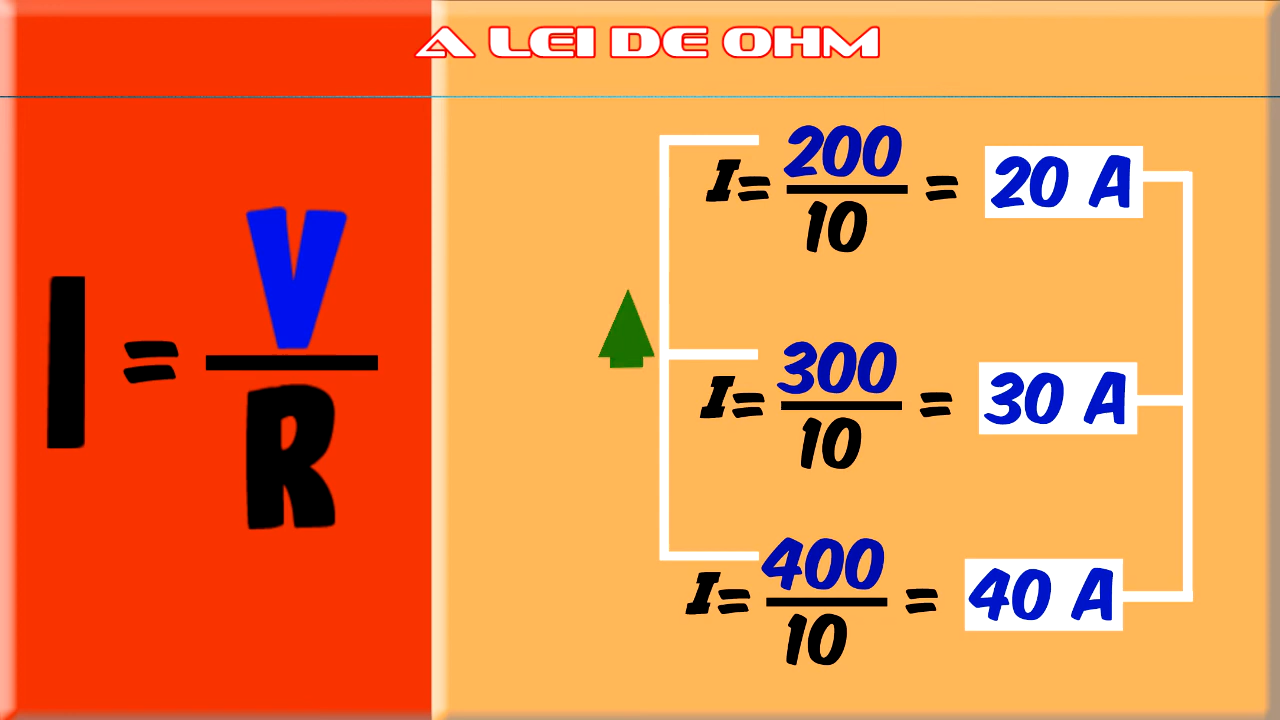 A LEI DE OHM
I = V
R
I= 200 = 20 A
10
I= 300 = 30 A
10
I= 400 = 40 A
10